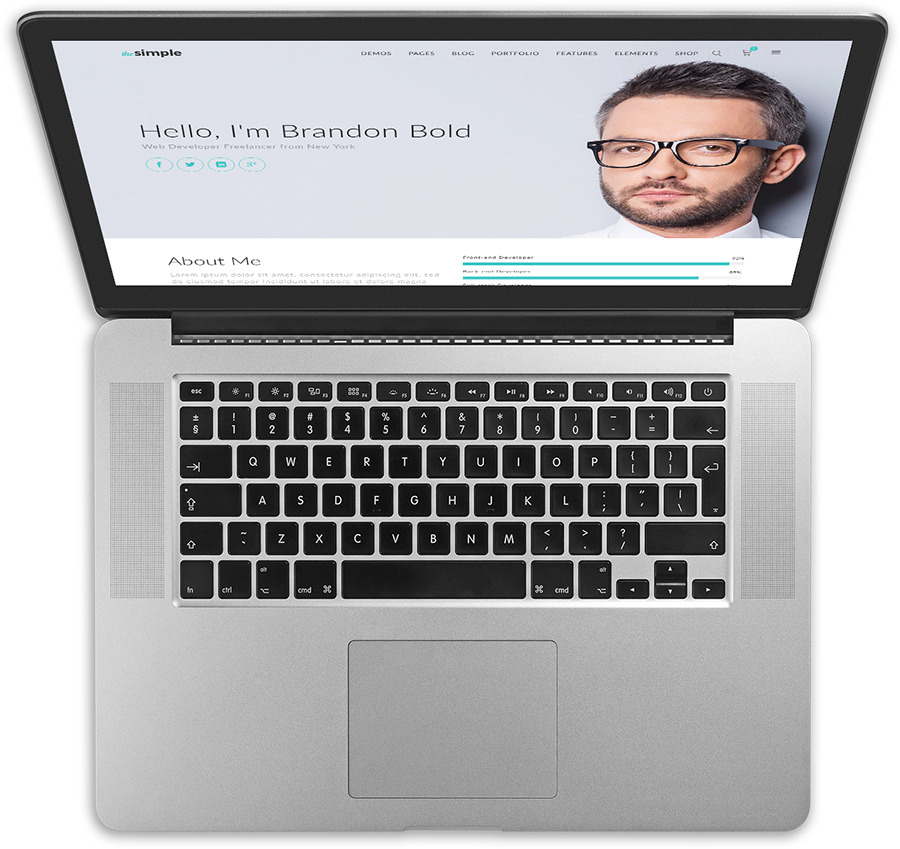 thesimple DEMOS PAGES BLOG PORTFOLIO FEATURES ELEMENTS SHOP
Hello, I'm Brandon Bold
Web Developer Freelancer from New York
f in g+
About Me
Front-end Developer
Lorem ipsum dolor sit amet, consectetur adipiscing elit, sed
Back-end Developer
do eiusmod tempor incididunt ut labore et dolore magna
esc F1 F2 F3 F4 F5 F6 F7 F8 F9 F10 F11 F12
± ! @ # $ % ^ & * ( ) _ +
§ 1 2 3 4 5 6 7 8 9 0 - =
Q W E R T Y U I O P { }
[ ]
A S D F G H J K L : " |
; ' \
~ Z X C V B N M < > ?
` , . /
alt alt
fn ctrl cmd ⌘ ⌘ cmd